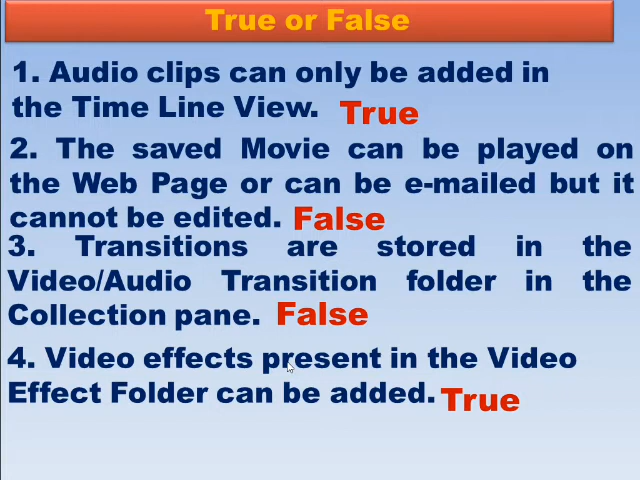 True or False
1. Audio clips can only be added in
the Time Line View. True
2. The saved Movie can be played on
the Web Page or can be e-mailed but it
cannot be edited. False
3. Transitions are stored in the
Video/Audio Transition folder in the
Collection pane. False
4. Video effects present in the Video
Effect Folder can be added. True